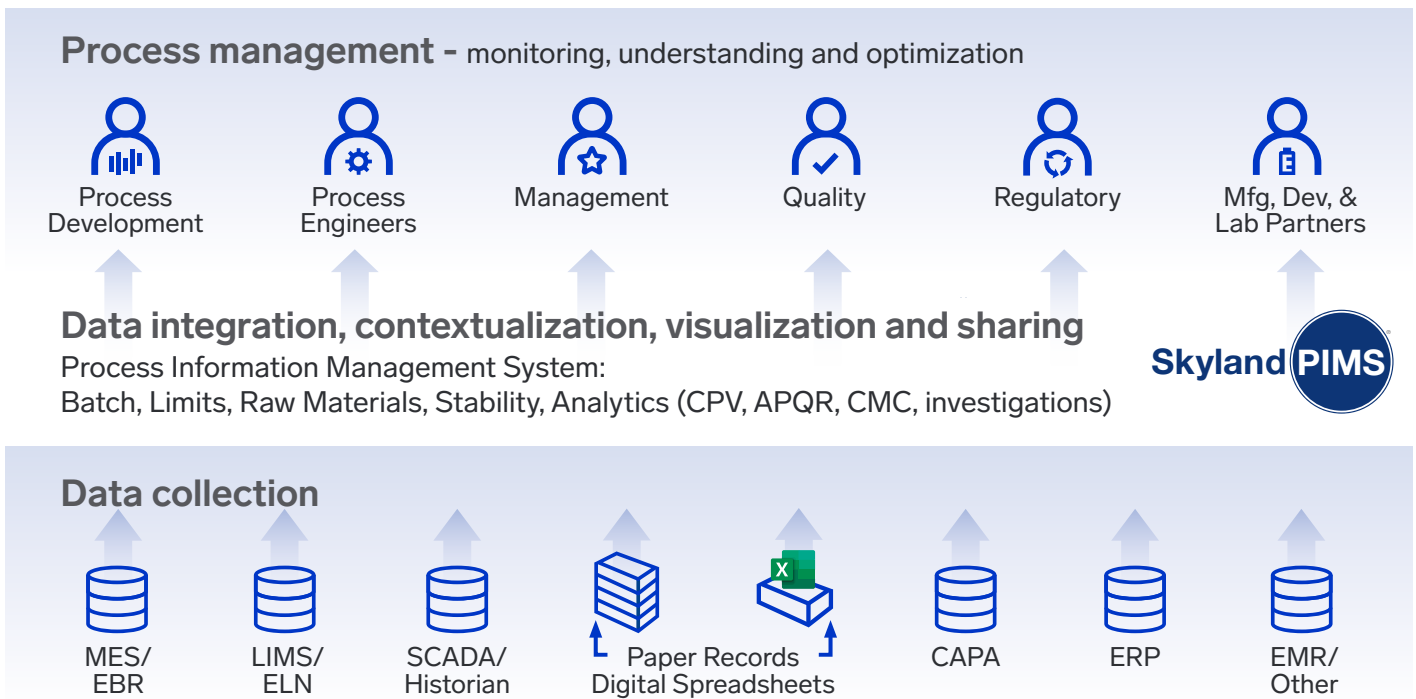 Process management - monitoring, understanding and optimization
Process
Development
Process
Engineers
Management
Quality
Regulatory
Mfg, Dev, &
Lab Partners
Data integration, contextualization, visualization and sharing
Process Information Management System:
Batch, Limits, Raw Materials, Stability, Analytics (CPV, APQR, CMC, investigations)
Skyland PIMS
Data collection
X
MES/
EBR
LIMS/
ELN
SCADA/
Historian
Paper Records
Digital Spreadsheets
CAPA
ERP
EMR/
Other